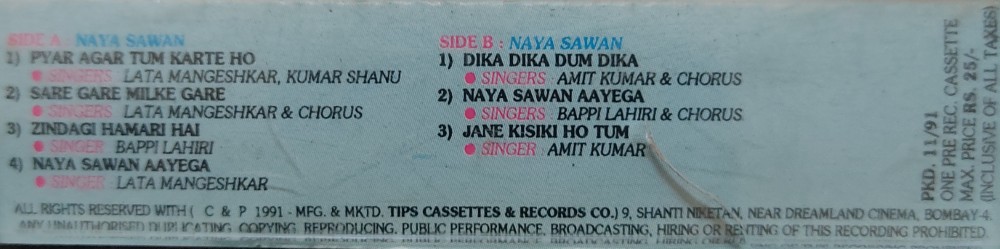 SIDE A : NAYA SAWAN
1) PYAR AGAR TUM KARTE HO
● SINGERS : LATA MANGESHKAR, KUMAR SHANU
2) SARE GARE MILKE GARE
● SINGERS : LATA MANGESHKAR & CHORUS
3) ZINDAGI HAMARI HAI
● SINGER : BAPPI LAHIRI
4) NAYA SAWAN AAYEGA
● SINGER : LATA MANGESHKAR
SIDE B : NAYA SAWAN
1) DIKA DIKA DUM DIKA
● SINGERS : AMIT KUMAR & CHORUS
2) NAYA SAWAN AAYEGA
● SINGERS : BAPPI LAHIRI & CHORUS
3) JANE KISIKI HO TUM
● SINGER : AMIT KUMAR
PKD. 11/91
ONE PRE REC. CASSETTE
MAX. PRICE RS. 25/-
(INCLUSIVE OF ALL TAKES)
ALL RIGHTS RESERVED WITH ( C & P 1991 - MFG. & MKTD. TIPS CASSETTES & RECORDS CO.) 9, SHANTI NIKETAN, NEAR DREAMLAND CINEMA, BOMBAY-4.
ANY UNAUTHORISED DUPLICATING, COPYING, REPRODUCING, PUBLIC PERFORMANCE, BROADCASTING, HIRING OR RENTING OF THIS RECORDING PROHIBITED.